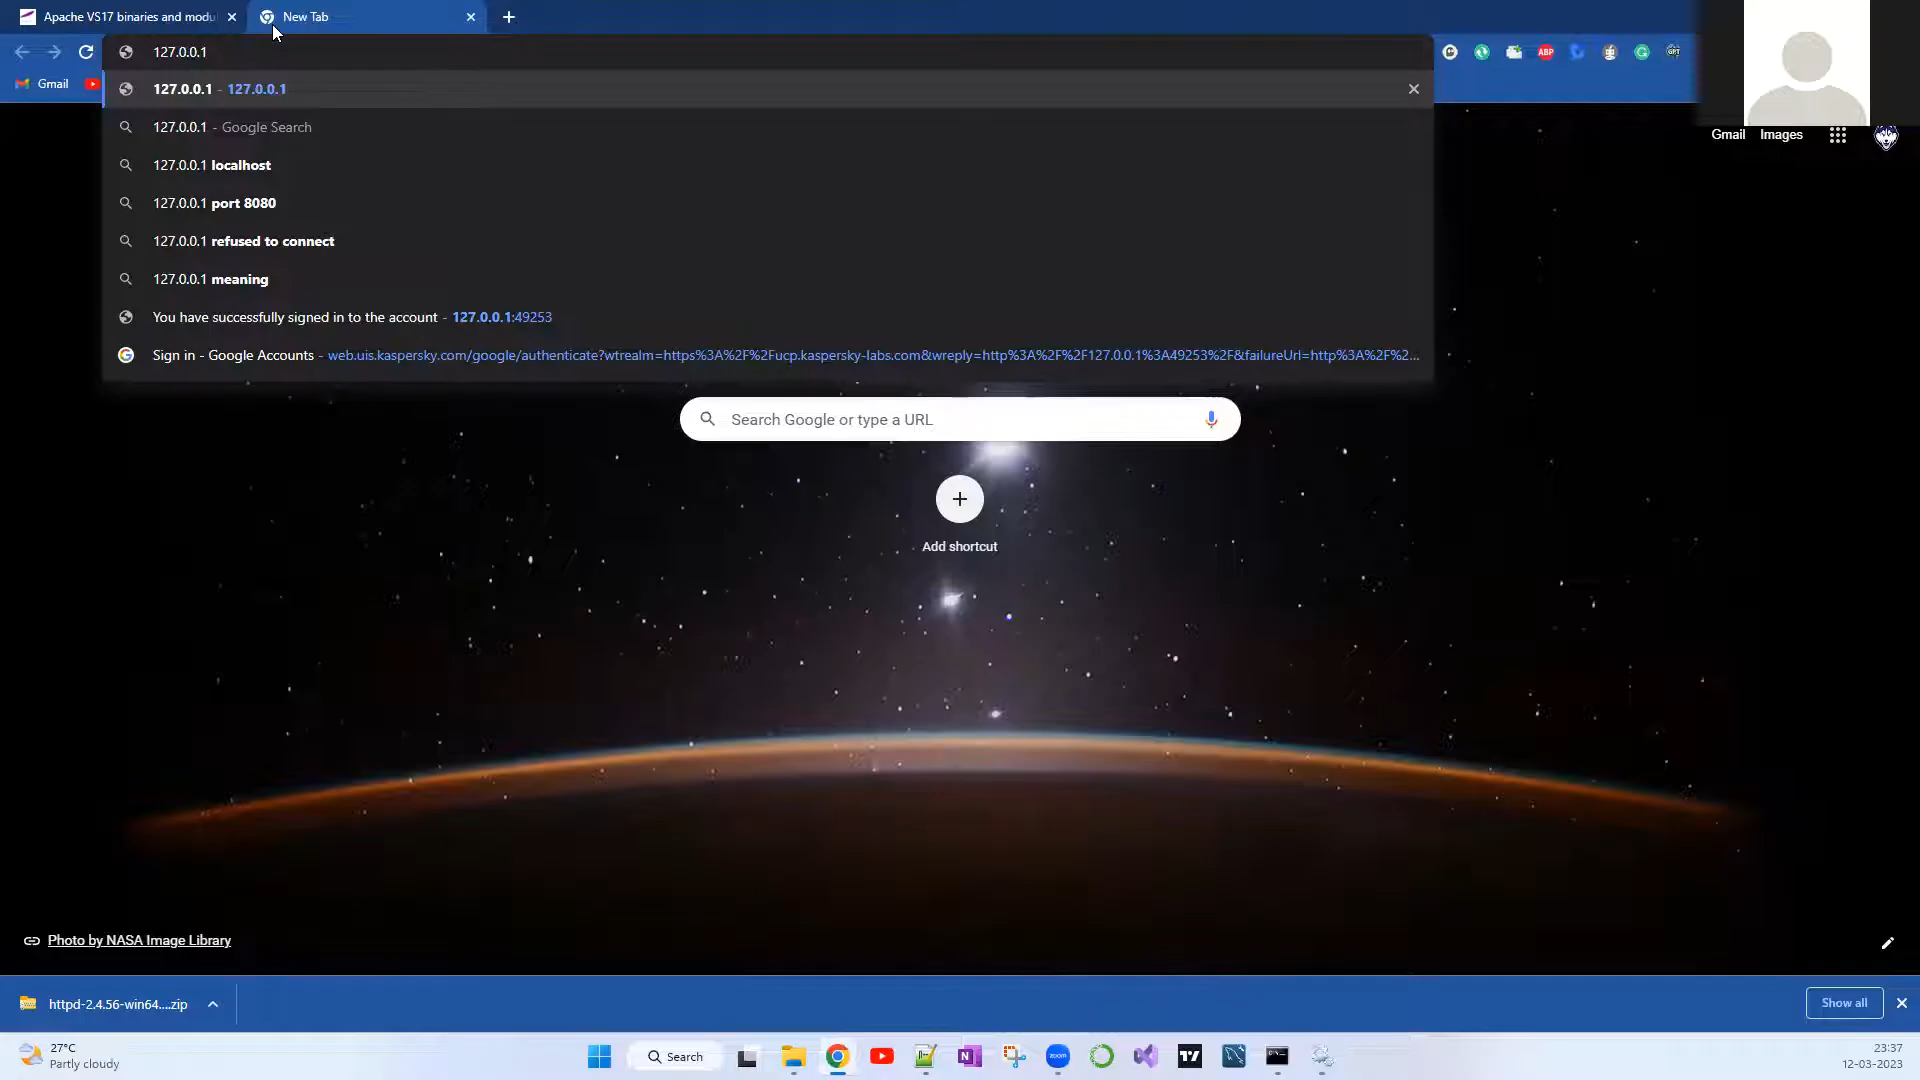 Apache VS17 binaries and modu
New Tab
127.0.0.1
Gmail
127.0.0.1 - 127.0.0.1
127.0.0.1 - Google Search
127.0.0.1 localhost
127.0.0.1 port 8080
127.0.0.1 refused to connect
127.0.0.1 meaning
You have successfully signed in to the account - 127.0.0.1:49253
Sign in - Google Accounts - web.uis.kaspersky.com/google/authenticate?wtrealm=https%3A%2F%2Fucp.kaspersky-labs.com&wreply=http%3A%2F%2F127.0.0.1%3A49253%2F&failureUrl=http%3A%2F%2...
ABP
GPT
Gmail Images
Search Google or type a URL
Add shortcut
Photo by NASA Image Library
httpd-2.4.56-win64....zip
Show all
27°C
Partly cloudy
Search
zoom
23:37
12-03-2023